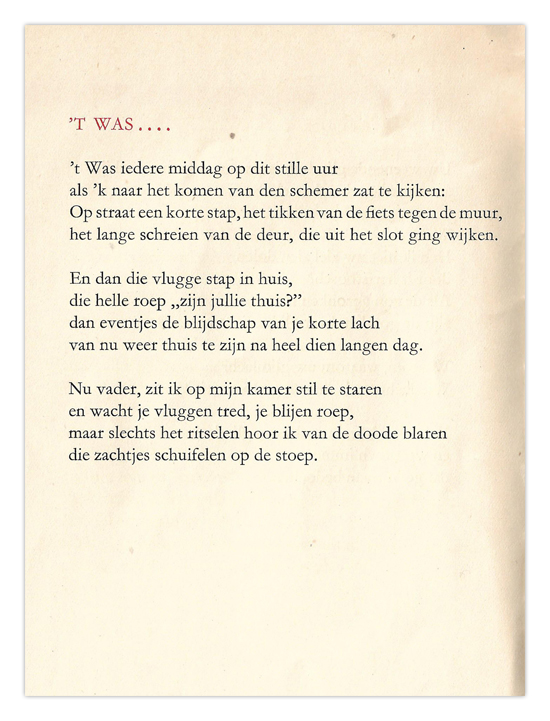 ’T WAS....
’t Was iedere middag op dit stille uur
als ’k naar het komen van den schemer zat te kijken:
Op straat een korte stap, het tikken van de fiets tegen de muur,
het lange schreien van de deur, die uit het slot ging wijken.
En dan die vlugge stap in huis,
die helle roep „zijn jullie thuis?”
dan eventjes de blijdschap van je korte lach
van nu weer thuis te zijn na heel dien langen dag.
Nu vader, zit ik op mijn kamer stil te staren
en wacht je vluggen tred, je blijen roep,
maar slechts het ritselen hoor ik van de doode blaren
die zachtjes schuifelen op de stoep.